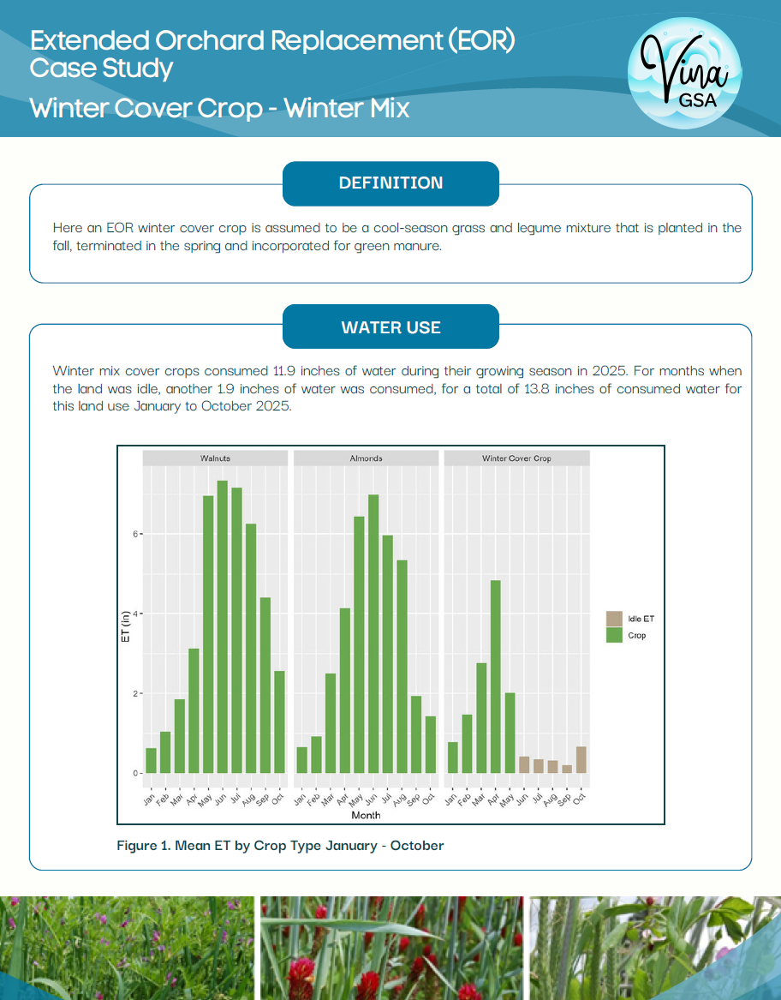 Extended Orchard Replacement (EOR)
Case Study
Winter Cover Crop - Winter Mix
Vina
GSA
DEFINITION
Here an EOR winter cover crop is assumed to be a cool-season grass and legume mixture that is planted in the
fall, terminated in the spring and incorporated for green manure.
WATER USE
Winter mix cover crops consumed 11.9 inches of water during their growing season in 2025. For months when
the land was idle, another 1.9 inches of water was consumed, for a total of 13.8 inches of consumed water for
this land use January to October 2025.
Walnuts Almonds Winter Cover Crop
6
4
2
0
ET (in)
Idle ET
Crop
Jan Feb Mar Apr May Jun Jul Aug Sep Oct Jan Feb Mar Apr May Jun Jul Aug Sep Oct Jan Feb Mar Apr May Jun Jul Aug Sep Oct
Month
Figure 1. Mean ET by Crop Type January - October